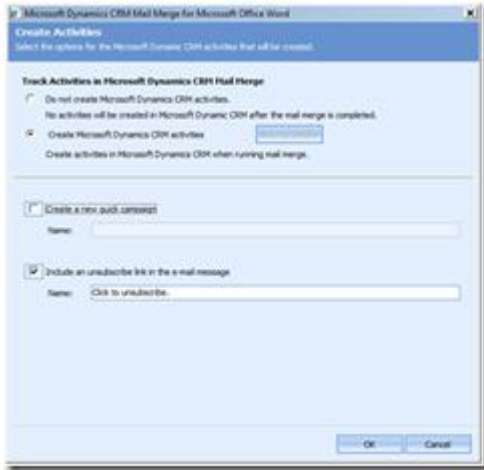 Microsoft Dynamics CRM Mail Merge for Microsoft Office Word
Create Activities
Select the options for the Microsoft Dynamic CRM activities that will be created.
Track Activities in Microsoft Dynamics CRM Mail Merge
Do not create Microsoft Dynamics CRM activities.
No activities will be created in Microsoft Dynamic CRM after the mail merge is completed.
Create Microsoft Dynamics CRM activities
Create activities in Microsoft Dynamics CRM when running mail merge.
Create a new quick campaign
Name:
Include an unsubscribe link in the e-mail message
Name: Click to unsubscribe.
OK Cancel